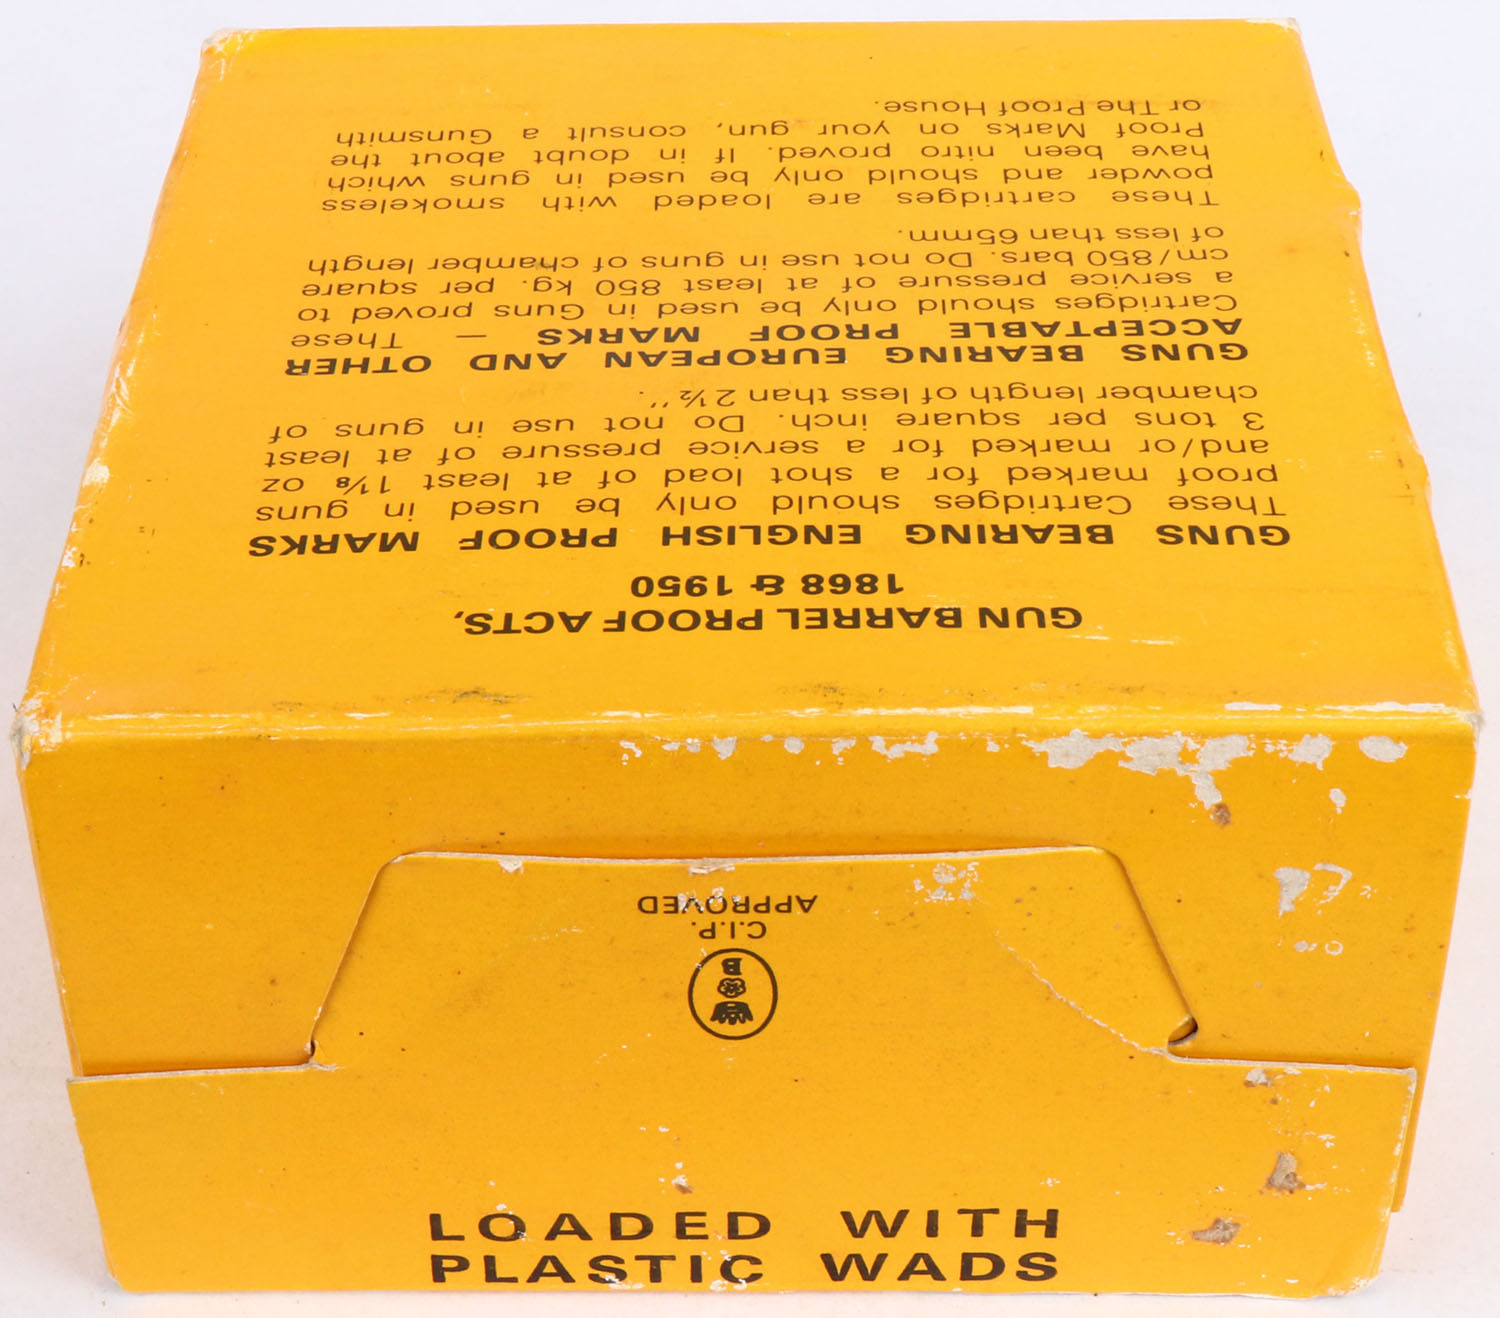 GUN BARREL PROOF ACTS,
1868 & 1950
GUNS BEARING ENGLISH PROOF MARKS
These Cartridges should only be used in guns
proof marked for a shot load of at least 1⅛ oz
and/or marked for a service pressure of at least
3 tons per square inch. Do not use in guns of
chamber length of less than 2½″.
GUNS BEARING EUROPEAN AND OTHER
ACCEPTABLE PROOF MARKS — These
Cartridges should only be used in Guns proved to
a service pressure of at least 850 kg. per square
cm/850 bars. Do not use in guns of chamber length
of less than 65mm.
These cartridges are loaded with smokeless
powder and should only be used in guns which
have been nitro proved. If in doubt about the
Proof Marks on your gun, consult a Gunsmith
or The Proof House.
B
C.I.P.
APPROVED
LOADED WITH
PLASTIC WADS